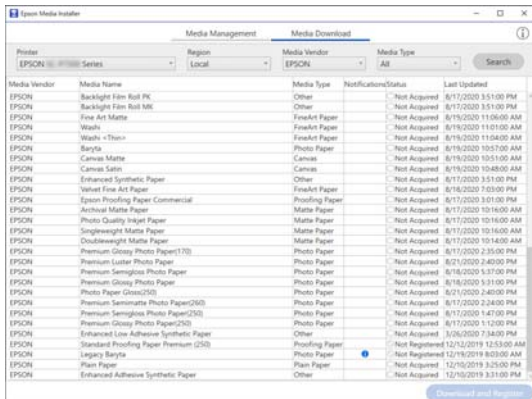 Epson Media Installer
Media Management Media Download
Printer Region Media Vendor Media Type
EPSON Series Local EPSON All Search
Media Vendor Media Name Media Type Notifications Status Last Updated
EPSON Backlight Film Roll PK Other Not Acquired 8/17/2020 3:51:00 PM
EPSON Backlight Film Roll MK Other Not Acquired 8/17/2020 3:51:00 PM
EPSON Fine Art Matte FineArt Paper Not Acquired 8/19/2020 11:06:00 AM
EPSON Washi FineArt Paper Not Acquired 8/19/2020 11:01:00 AM
EPSON Washi <Thin> FineArt Paper Not Acquired 8/19/2020 11:04:00 AM
EPSON Baryta Photo Paper Not Acquired 8/19/2020 10:57:00 AM
EPSON Canvas Matte Canvas Not Acquired 8/19/2020 10:51:00 AM
EPSON Canvas Satin Canvas Not Acquired 8/19/2020 10:48:00 AM
EPSON Enhanced Synthetic Paper Other Not Acquired 8/17/2020 3:51:00 PM
EPSON Velvet Fine Art Paper FineArt Paper Not Acquired 8/18/2020 7:03:00 PM
EPSON Epson Proofing Paper Commercial Proofing Paper Not Acquired 8/17/2020 3:01:00 PM
EPSON Archival Matte Paper Matte Paper Not Acquired 8/17/2020 10:16:00 AM
EPSON Photo Quality Inkjet Paper Matte Paper Not Acquired 8/17/2020 10:16:00 AM
EPSON Singleweight Matte Paper Matte Paper Not Acquired 8/17/2020 10:16:00 AM
EPSON Doubleweight Matte Paper Matte Paper Not Acquired 8/17/2020 10:14:00 AM
EPSON Premium Glossy Photo Paper(170) Photo Paper Not Acquired 8/17/2020 2:35:00 PM
EPSON Premium Luster Photo Paper Photo Paper Not Acquired 8/21/2020 2:40:00 PM
EPSON Premium Semigloss Photo Paper Photo Paper Not Acquired 8/18/2020 5:37:00 PM
EPSON Premium Glossy Photo Paper Photo Paper Not Acquired 8/18/2020 5:31:00 PM
EPSON Photo Paper Gloss(250) Photo Paper Not Acquired 8/21/2020 2:40:00 PM
EPSON Premium Semimatte Photo Paper(260) Photo Paper Not Acquired 8/17/2020 2:24:00 PM
EPSON Premium Semigloss Photo Paper(250) Photo Paper Not Acquired 8/17/2020 1:47:00 PM
EPSON Premium Glossy Photo Paper(250) Photo Paper Not Acquired 8/17/2020 1:12:00 PM
EPSON Enhanced Low Adhesive Synthetic Paper Other Not Acquired 3/26/2020 7:34:00 PM
EPSON Standard Proofing Paper Premium (250) Proofing Paper Not Registered 12/12/2019 12:53:00 AM
EPSON Legacy Baryta Photo Paper Not Registered 12/19/2019 8:03:00 AM
EPSON Plain Paper Plain Paper Not Acquired 12/10/2019 3:25:00 PM
EPSON Enhanced Adhesive Synthetic Paper Other Not Acquired 12/10/2019 3:31:00 PM
Download and Register